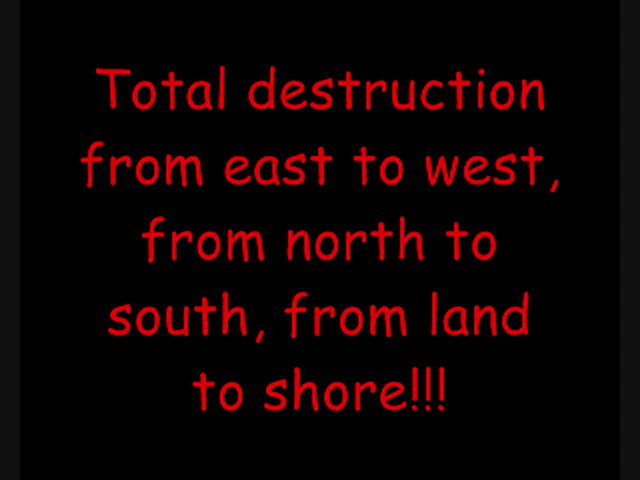 Total destruction
from east to west,
from north to
south, from land
to shore!!!